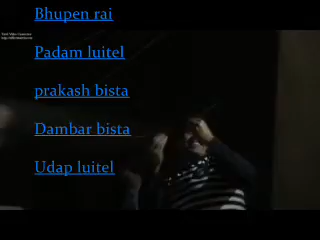 Bhupen rai
Padam luitel
prakash bista
Dambar bista
Udap luitel